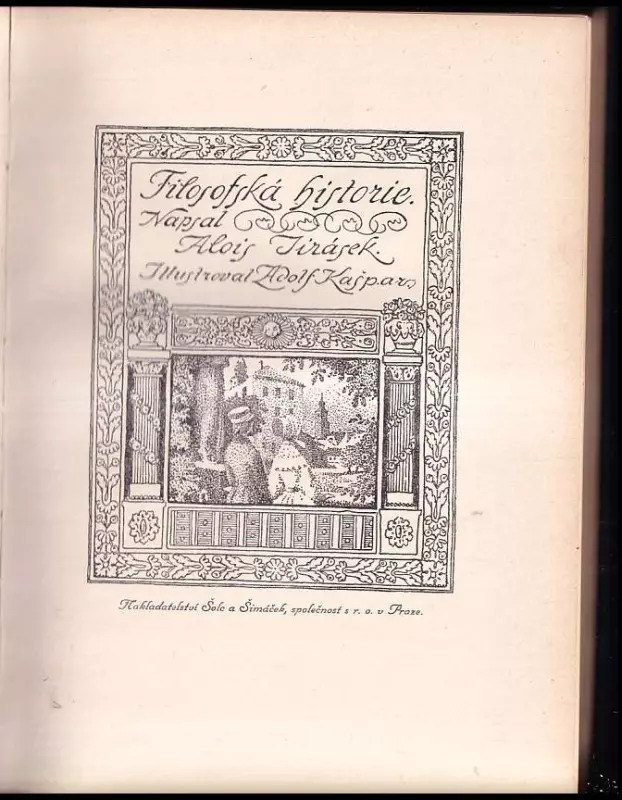 Filosofská historie.
Napsal
Alois Jirásek.
Illustroval Adolf Kašpar
Nakladatelství Šolc a Šimáček, společnost s r. o. v Praze.